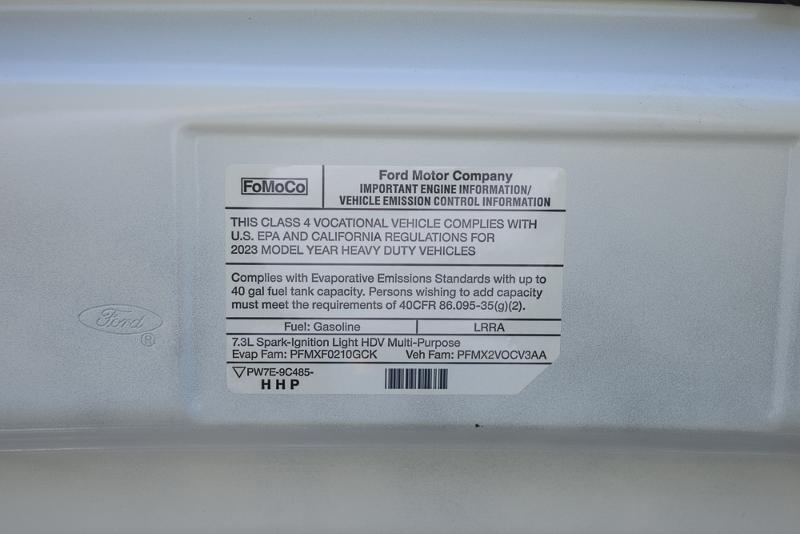 FoMoCo
Ford Motor Company
IMPORTANT ENGINE INFORMATION/
VEHICLE EMISSION CONTROL INFORMATION
THIS CLASS 4 VOCATIONAL VEHICLE COMPLIES WITH
U.S. EPA AND CALIFORNIA REGULATIONS FOR
2023 MODEL YEAR HEAVY DUTY VEHICLES
Complies with Evaporative Emissions Standards with up to
40 gal fuel tank capacity. Persons wishing to add capacity
must meet the requirements of 40CFR 86.095-35(g)(2).
Fuel: Gasoline LRRA
7.3L Spark-Ignition Light HDV Multi-Purpose
Evap Fam: PFMXF0210GCK Veh Fam: PFMX2VOCV3AA
PW7E-9C485-
HHP
Ford
®